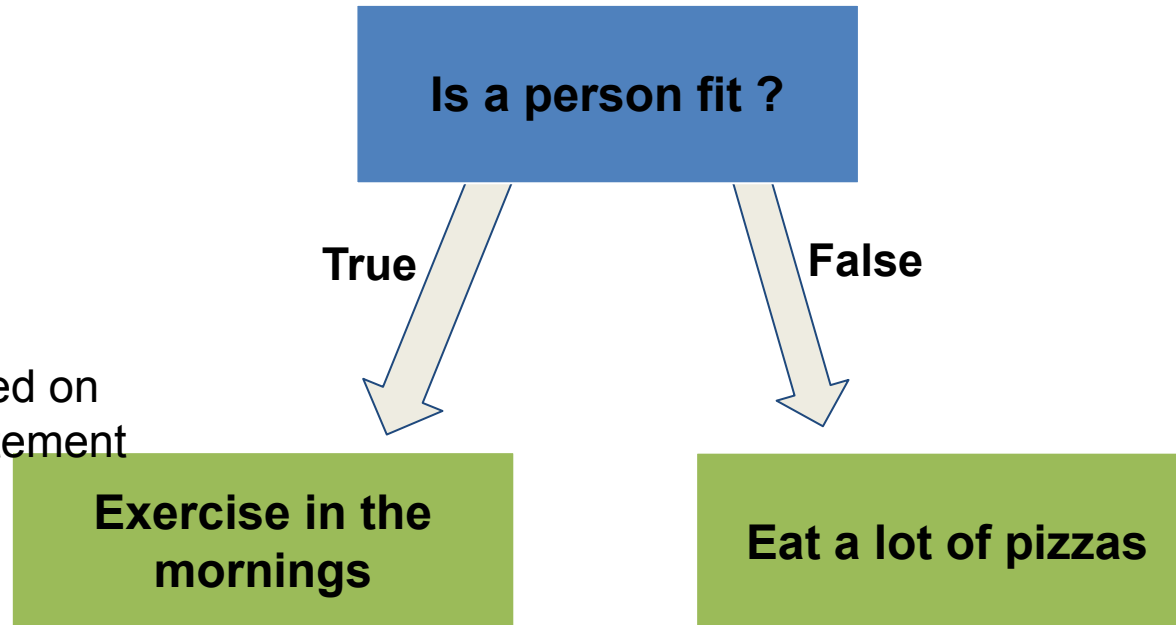 Is a person fit ?
True
False
ed on
ement
Exercise in the
mornings
Eat a lot of pizzas